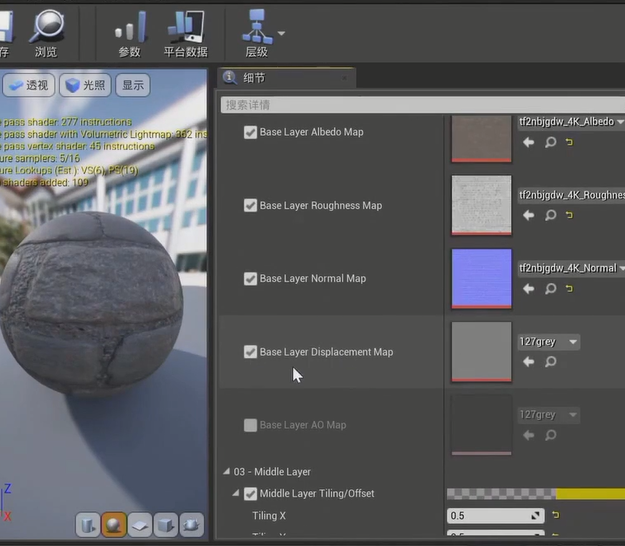 存
浏览
参数
平台数据
层级
透视
光照
显示
细节
搜索详情
pass shader: 277 instructions
pass shader with Volumetric Lightmap: 362 ins
pass vertex shader: 45 instructions
ure samplers: 5/16
ure Lookups (Est.): VS(6), PS(19)
shaders added: 109
Base Layer Albedo Map
tf2nbjgdw_4K_Albedo
Base Layer Roughness Map
tf2nbjgdw_4K_Roughnes
Base Layer Normal Map
tf2nbjgdw_4K_Normal
Base Layer Displacement Map
127grey
Base Layer AO Map
127grey
03 - Middle Layer
Middle Layer Tiling/Offset
Tiling X
0.5
Z
X